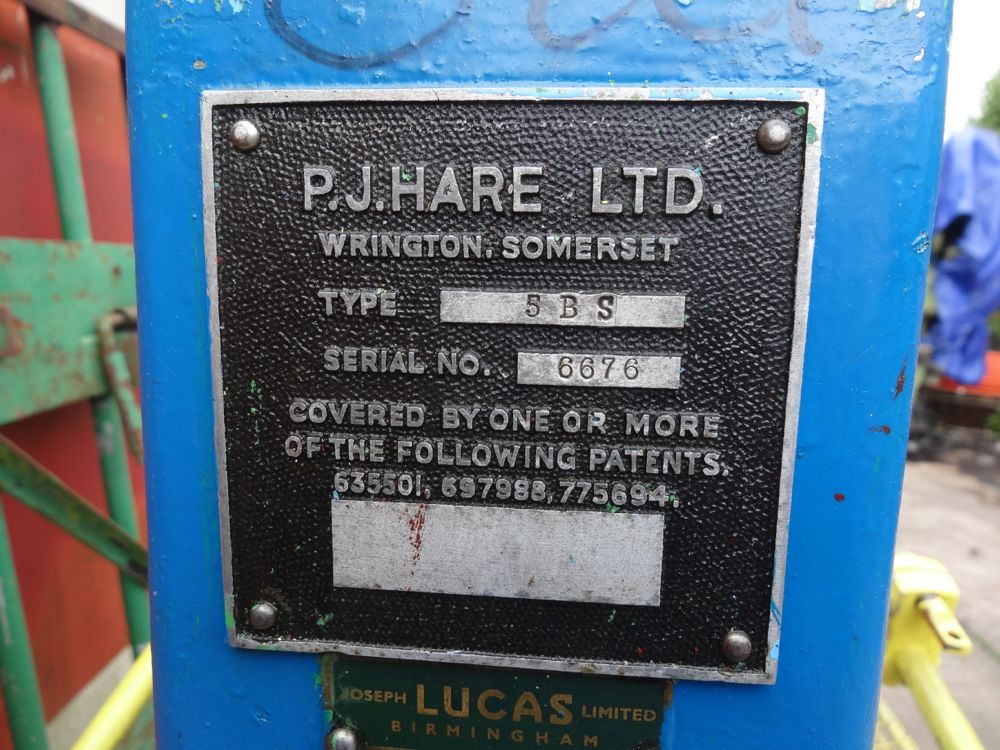 P.J.HARE LTD.
WRINGTON, SOMERSET
TYPE 5 B S
SERIAL NO. 6676
COVERED BY ONE OR MORE
OF THE FOLLOWING PATENTS,
635501, 697988, 775694,
JOSEPH LUCAS LIMITED
BIRMINGHAM